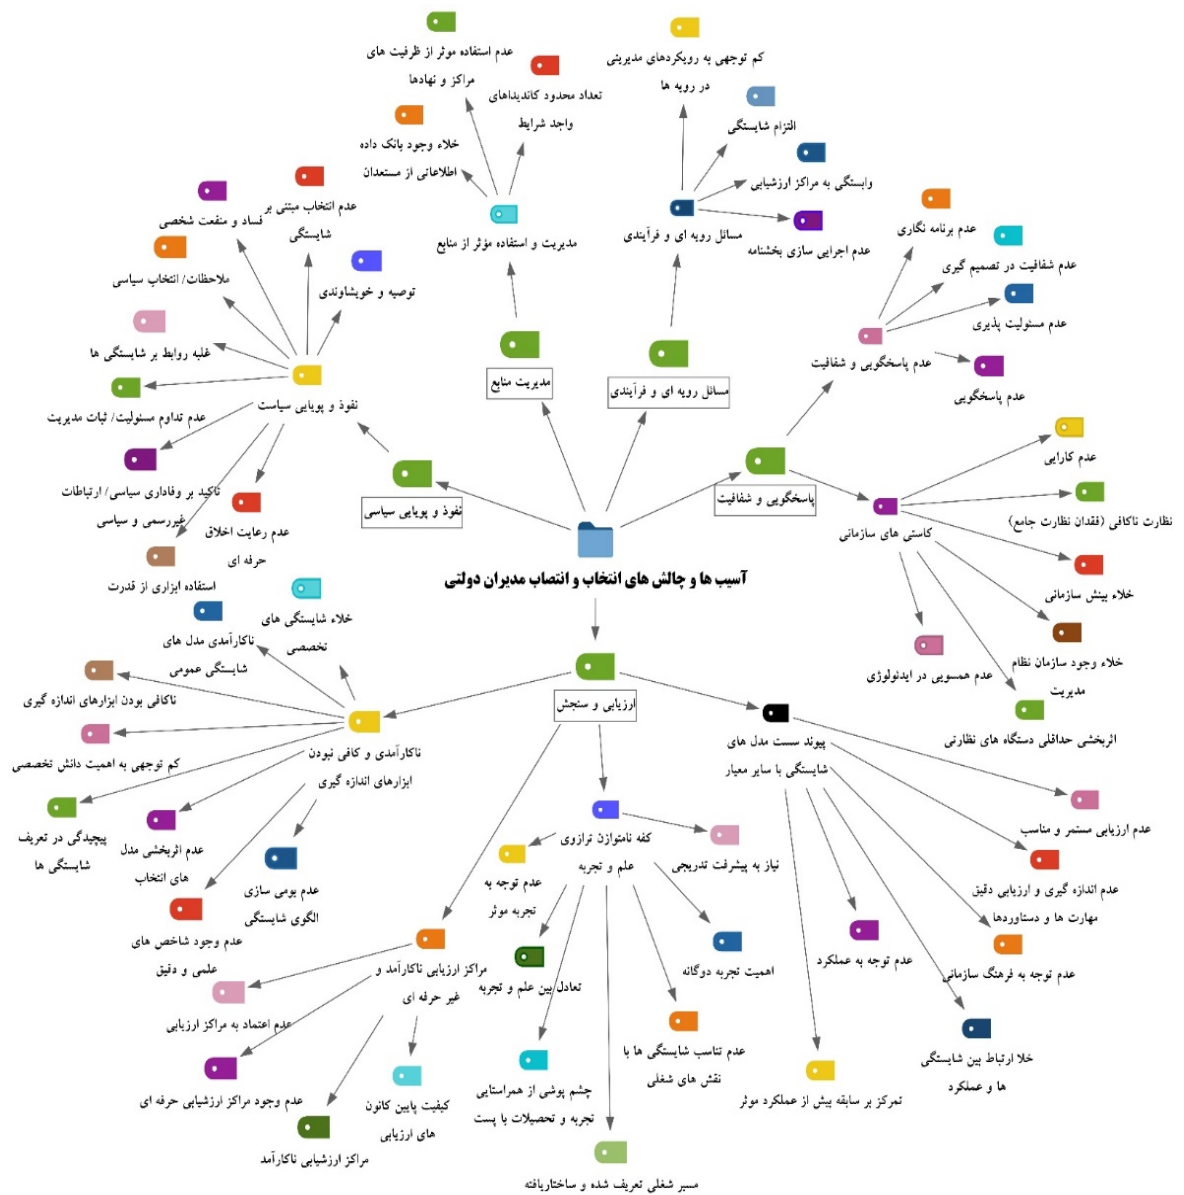 عدم استفاده موثر از ظرفیت های
مراکز و نهادها
تعداد محدود کاندیداهای
واجد شرایط
خلاء وجود بانک داده
اطلاعاتی از مستعدان
مدیریت و استفاده مؤثر از منابع
مدیریت منابع
کم توجهی به رویکردهای مدیریتی
در رویه ها
التزام شایستگی
وابستگی به مراکز ارزشیابی
عدم اجرایی سازی بخشنامه
مسائل رویه ای و فرآیندی
مسائل رویه ای و فرآیندی
عدم برنامه نگاری
عدم شفافیت در تصمیم گیری
عدم مسئولیت پذیری
عدم پاسخگویی
عدم پاسخگویی و شفافیت
پاسخگویی و شفافیت
عدم کارایی
نظارت ناکافی (فقدان نظارت جامع)
خلاء بینش سازمانی
خلاء وجود سازمان نظام
مدیریت
اثربخشی حداقلی دستگاه های نظارتی
عدم همسویی در ایدئولوژی
کاستی های سازمانی
عدم انتخاب مبتنی بر
شایستگی
فساد و منفعت شخصی
توصیه و خویشاوندی
ملاحظات/ انتخاب سیاسی
غلبه روابط بر شایستگی ها
عدم تداوم مسئولیت/ ثبات مدیریت
تاکید بر وفاداری سیاسی/ ارتباطات
غیررسمی و سیاسی
عدم رعایت اخلاق
حرفه ای
استفاده ابزاری از قدرت
نفوذ و پویایی سیاست
نفوذ و پویایی سیاسی
آسیب ها و چالش های انتخاب و انتصاب مدیران دولتی
ارزیابی و سنجش
خلاء شایستگی های
تخصصی
ناکارآمدی مدل های
شایستگی عمومی
ناکافی بودن ابزارهای اندازه گیری
کم توجهی به اهمیت دانش تخصصی
پیچیدگی در تعریف
شایستگی ها
عدم اثربخشی مدل
های انتخاب
عدم وجود شاخص های
علمی و دقیق
عدم بومی سازی
الگوی شایستگی
ناکارآمدی و کافی نبودن
ابزارهای اندازه گیری
مراکز ارزیابی ناکارآمد و
غیر حرفه ای
عدم اعتماد به مراکز ارزیابی
عدم وجود مراکز ارزشیابی حرفه ای
مراکز ارزشیابی ناکارآمد
کیفیت پایین کانون
های ارزیابی
کفه نامتوازن ترازوی
علم و تجربه
نیاز به پیشرفت تدریجی
عدم توجه به
تجربه موثر
تعادل بین علم و تجربه
اهمیت تجربه دوگانه
عدم تناسب شایستگی ها با
نقش های شغلی
چشم پوشی از همراستایی
تجربه و تحصیلات با پست
مسیر شغلی تعریف شده و ساختاریافته
پیوند سست مدل های
شایستگی با سایر معیار
عدم ارزیابی مستمر و مناسب
عدم اندازه گیری و ارزیابی دقیق
مهارت ها و دستاوردها
عدم توجه به فرهنگ سازمانی
عدم توجه به عملکرد
خلا ارتباط بین شایستگی
ها و عملکرد
تمرکز بر سابقه بیش از عملکرد موثر